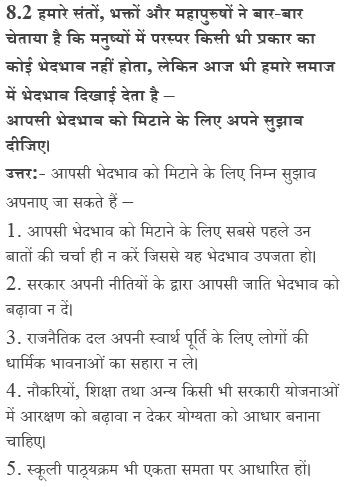 8.2 हमारे संतों, भक्तों और महापुरुषों ने बार-बार
चेताया है कि मनुष्यों में परस्पर किसी भी प्रकार का
कोई भेदभाव नहीं होता, लेकिन आज भी हमारे समाज
में भेदभाव दिखाई देता है –
आपसी भेदभाव को मिटाने के लिए अपने सुझाव
दीजिए।
उत्तर:- आपसी भेदभाव को मिटाने के लिए निम्न सुझाव
अपनाए जा सकते हैं –
1. आपसी भेदभाव को मिटाने के लिए सबसे पहले उन
बातों की चर्चा ही न करें जिससे यह भेदभाव उपजता हो।
2. सरकार अपनी नीतियों के द्वारा आपसी जाति भेदभाव को
बढ़ावा न दें।
3. राजनैतिक दल अपनी स्वार्थ पूर्ति के लिए लोगों की
धार्मिक भावनाओं का सहारा न ले।
4. नौकरियों, शिक्षा तथा अन्य किसी भी सरकारी योजनाओं
में आरक्षण को बढ़ावा न देकर योग्यता को आधार बनाना
चाहिए।
5. स्कूली पाठ्यक्रम भी एकता समता पर आधारित हों।